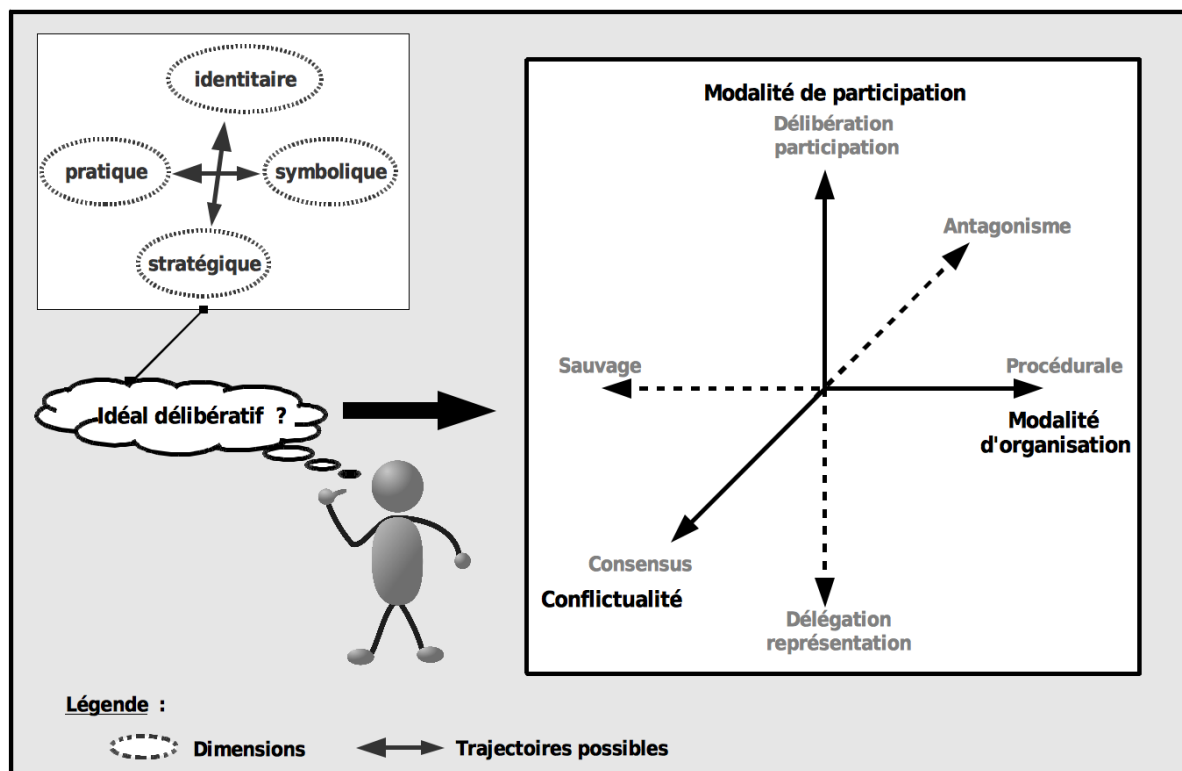 identitaire
pratique
symbolique
stratégique
Idéal délibératif ?
Modalité de participation
Délibération
participation
Antagonisme
Sauvage
Procédurale
Modalité
d'organisation
Consensus
Conflictualité
Délégation
représentation
Légende :
Dimensions
Trajectoires possibles